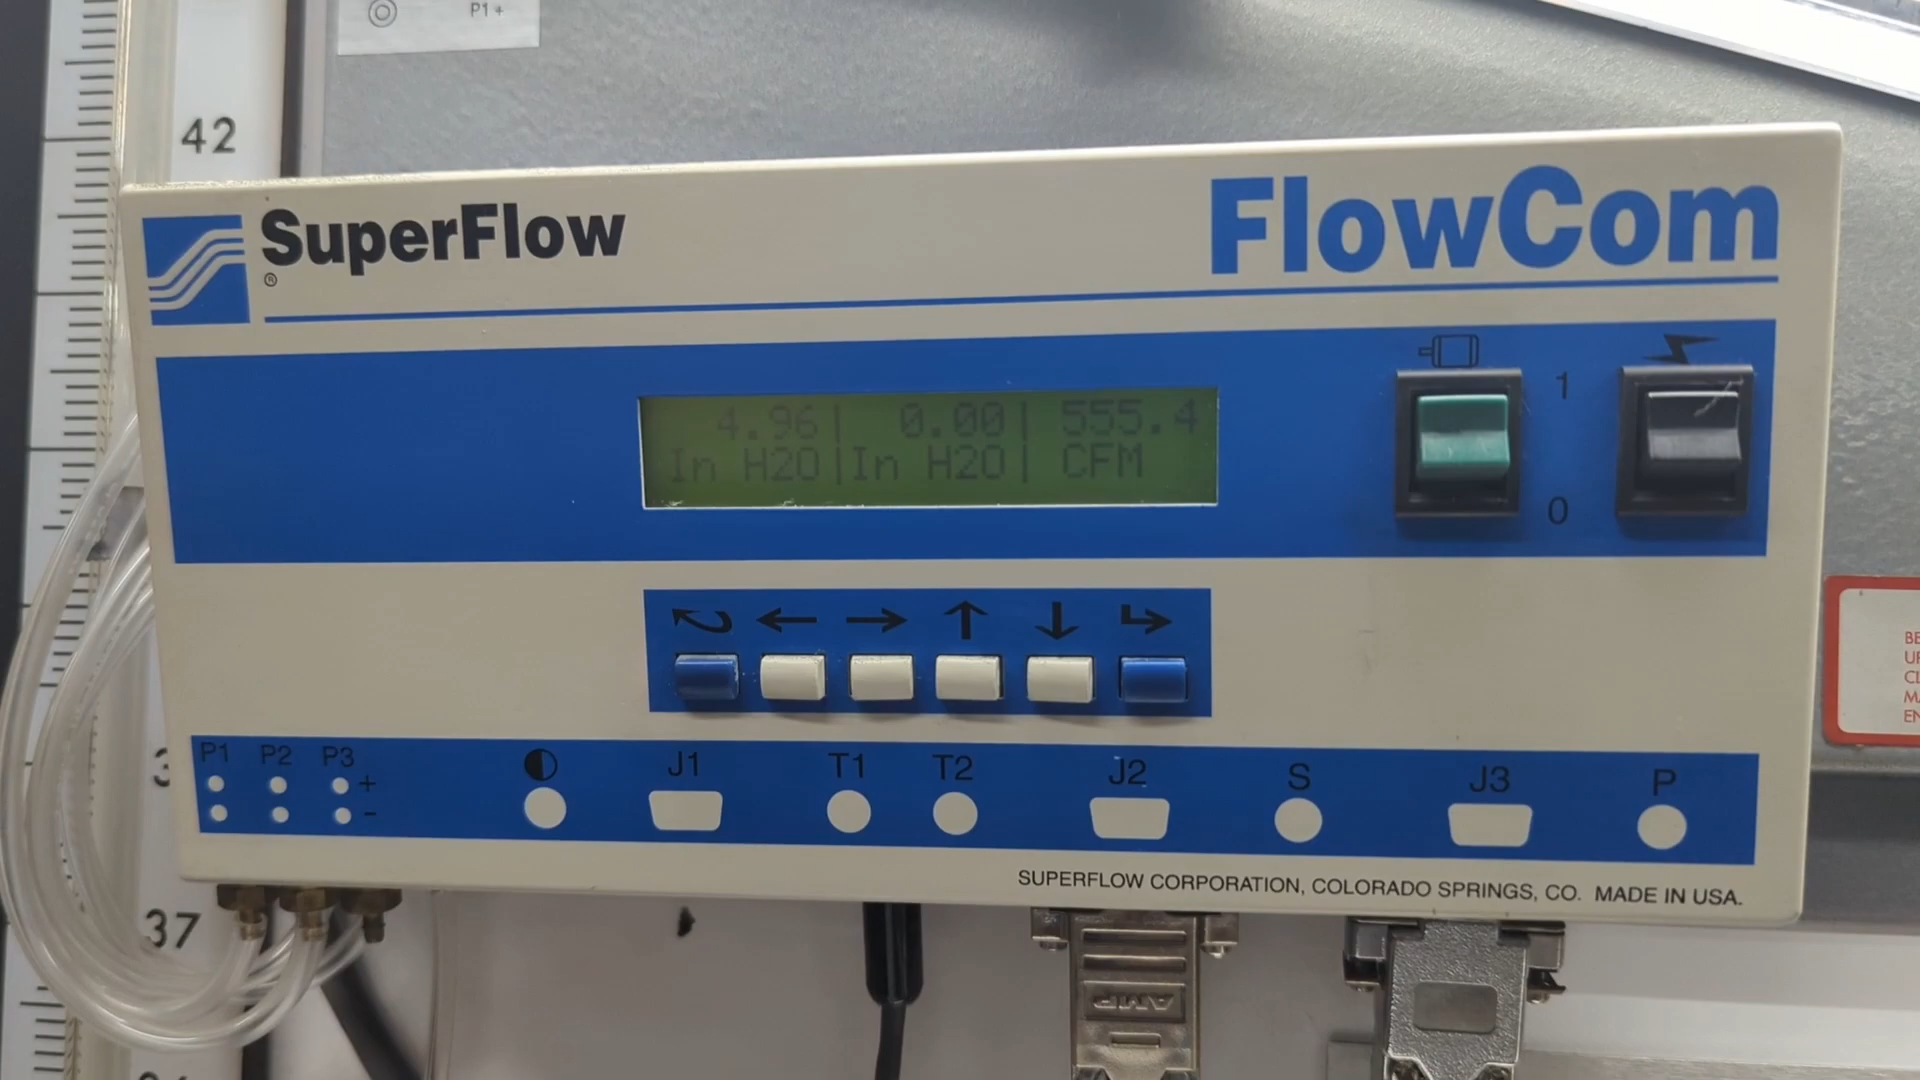 P1 +
42
SuperFlow
®
FlowCom
4.96| 0.00| 555.4
In H2O|In H2O| CFM
1
0
P1 P2 P3
+
-
J1
T1
T2
J2
S
J3
P
SUPERFLOW CORPORATION, COLORADO SPRINGS, CO. MADE IN USA.
37
AMP